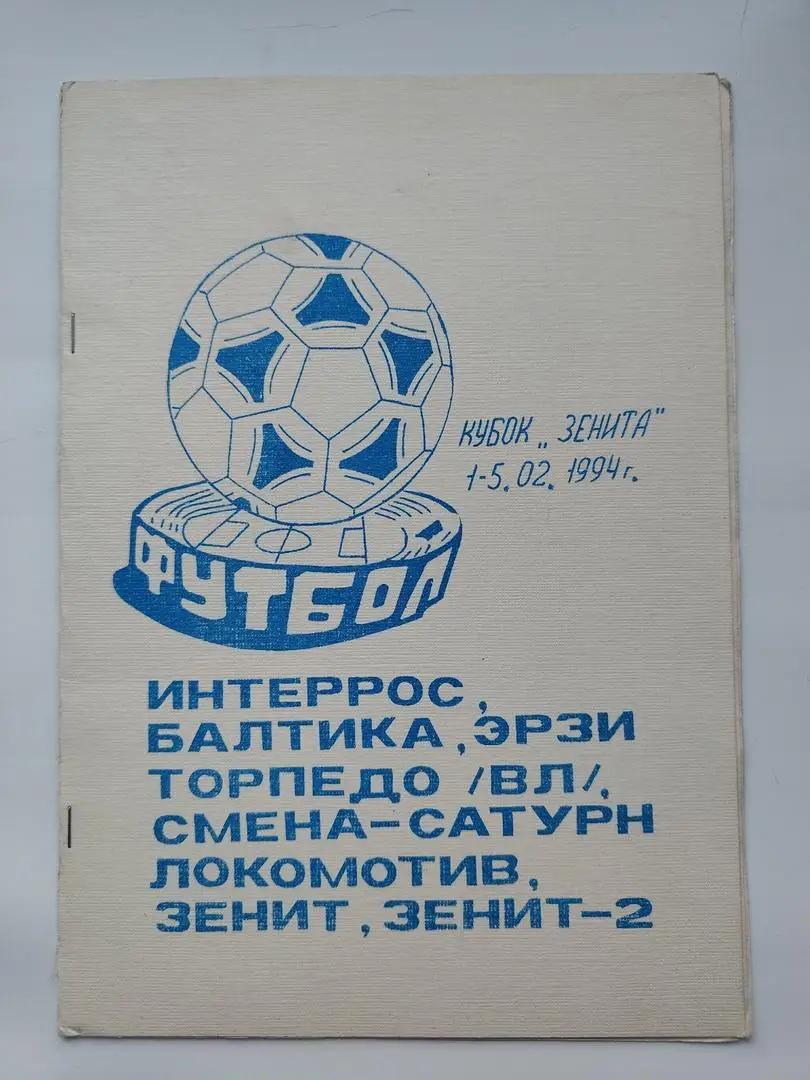 КУБОК „ЗЕНИТА"
1-5.02.1994г.
ФУТБОЛ
ИНТЕРРОС,
БАЛТИКА, ЭРЗИ
ТОРПЕДО /ВЛ/,
СМЕНА-САТУРН
ЛОКОМОТИВ,
ЗЕНИТ, ЗЕНИТ-2